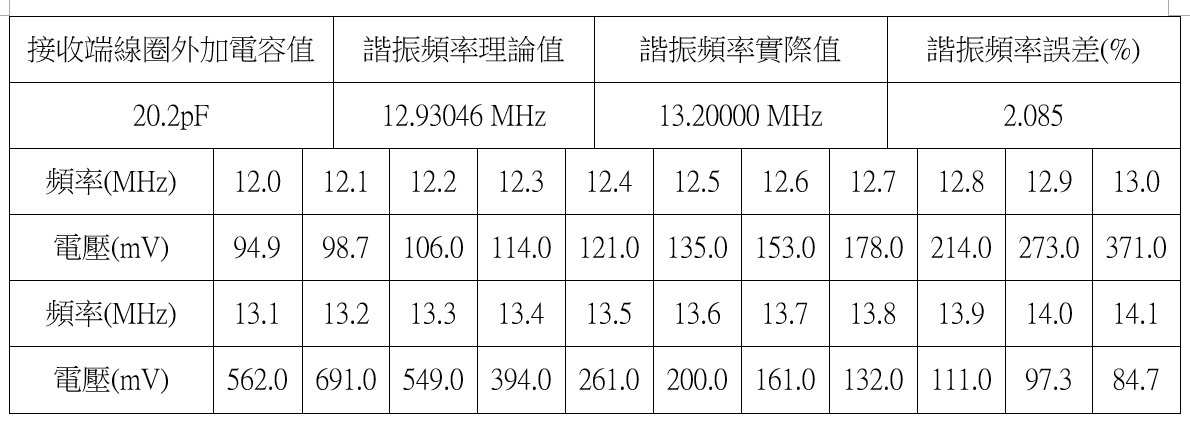 接收端線圈外加電容值 諧振頻率理論值 諧振頻率實際值 諧振頻率誤差(%)
20.2pF 12.93046 MHz 13.20000 MHz 2.085
頻率(MHz) 12.0 12.1 12.2 12.3 12.4 12.5 12.6 12.7 12.8 12.9 13.0
電壓(mV) 94.9 98.7 106.0 114.0 121.0 135.0 153.0 178.0 214.0 273.0 371.0
頻率(MHz) 13.1 13.2 13.3 13.4 13.5 13.6 13.7 13.8 13.9 14.0 14.1
電壓(mV) 562.0 691.0 549.0 394.0 261.0 200.0 161.0 132.0 111.0 97.3 84.7